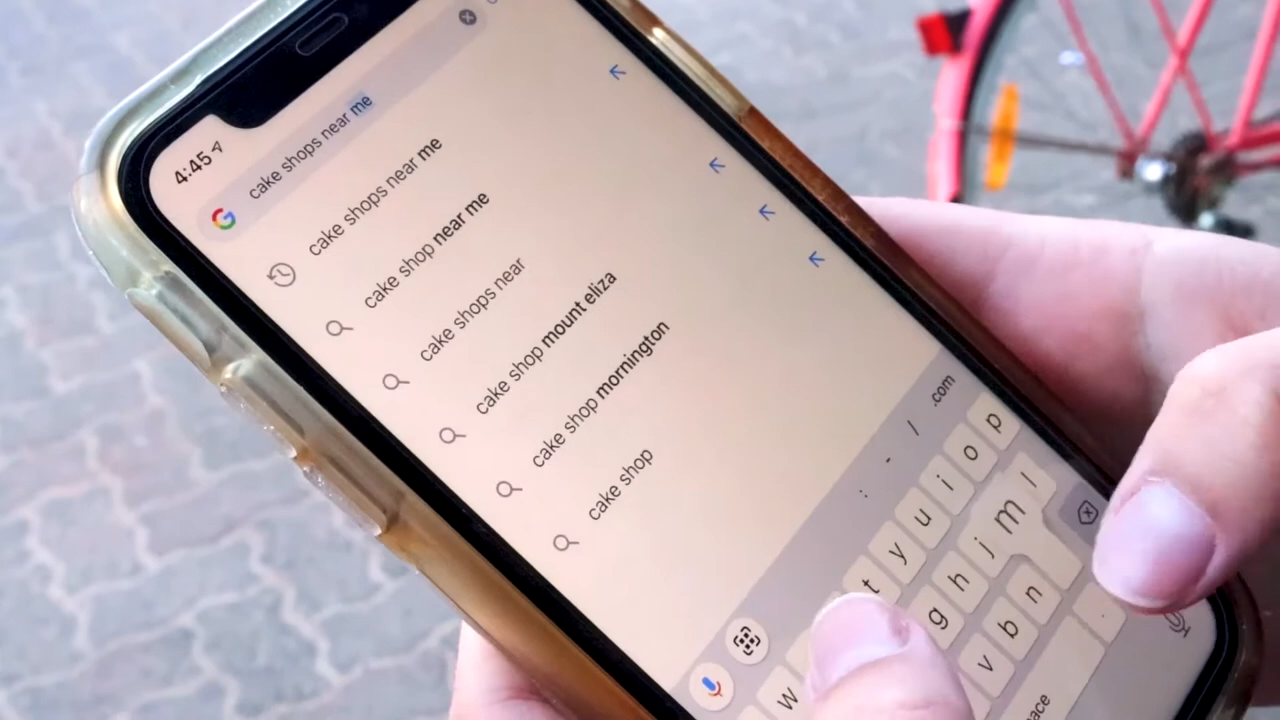 4:45
cake shops near me
cake shops near me
cake shop near me
cake shops near
cake shop mount eliza
cake shop mornington
cake shop
: - / .com
w t y u i o p
g h j m l
v b n
ace